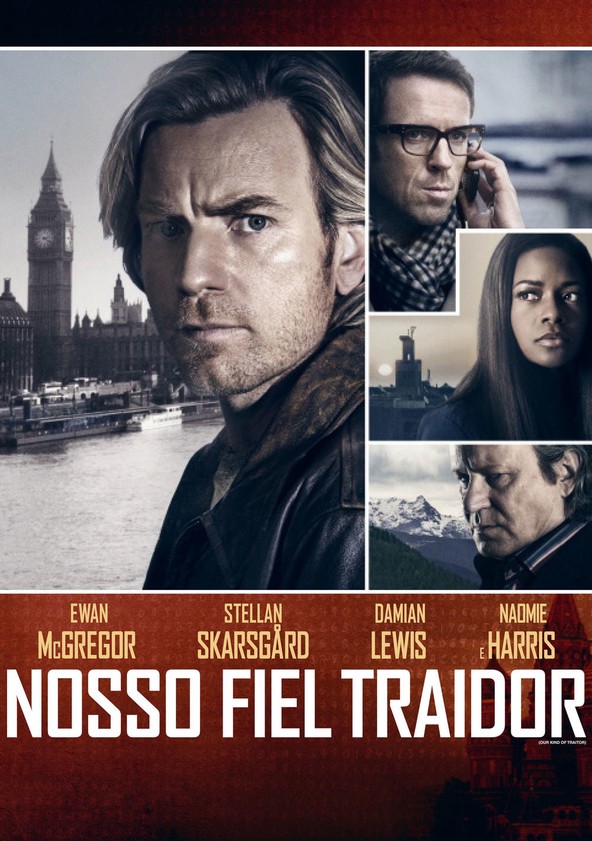 EWAN STELLAN DAMIAN NAOMIE
McGREGOR SKARSGÅRD LEWIS E HARRIS
NOSSO FIEL TRAIDOR
(OUR KIND OF TRAITOR)